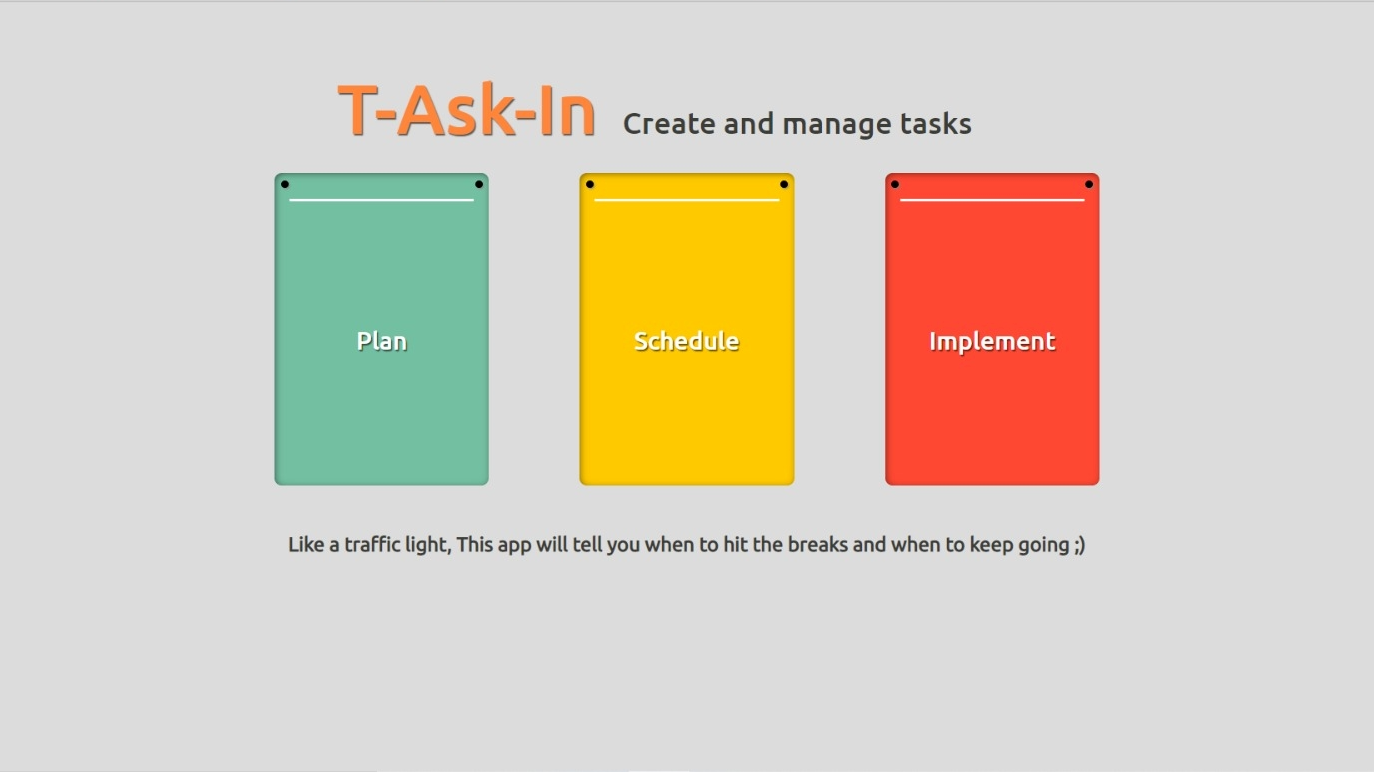 T-Ask-In Create and manage tasks
Plan
Schedule
Implement
Like a traffic light, This app will tell you when to hit the breaks and when to keep going ;)